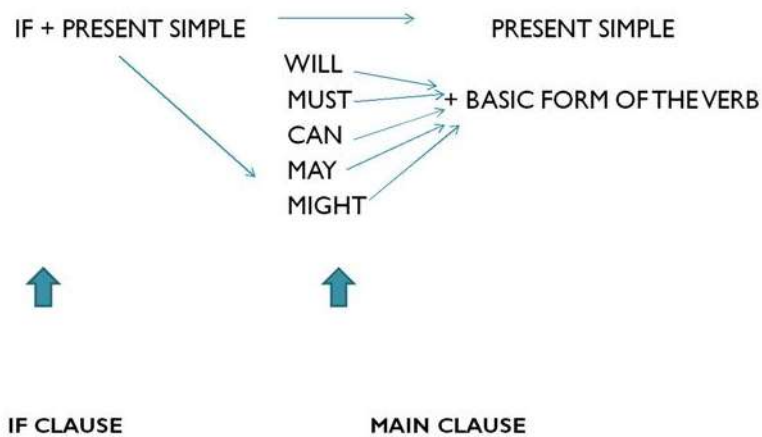 IF + PRESENT SIMPLE PRESENT SIMPLE
WILL
MUST + BASIC FORM OF THE VERB
CAN
MAY
MIGHT
IF CLAUSE MAIN CLAUSE